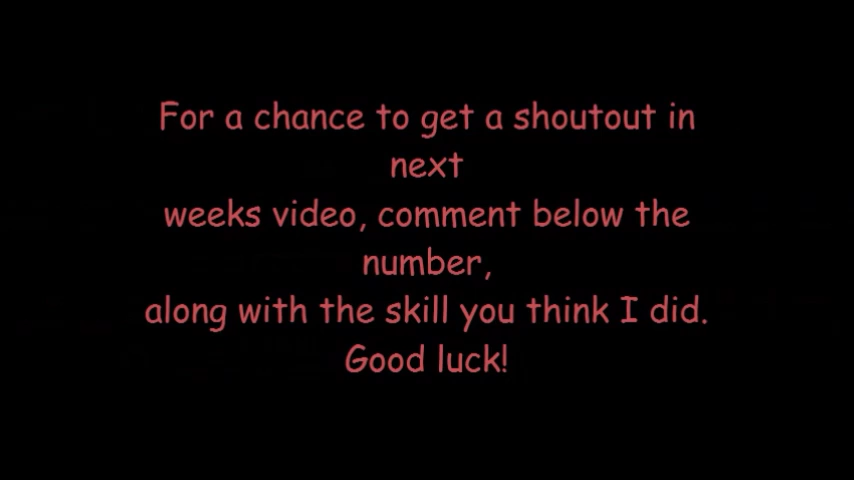 For a chance to get a shoutout in
next
weeks video, comment below the
number,
along with the skill you think I did.
Good luck!